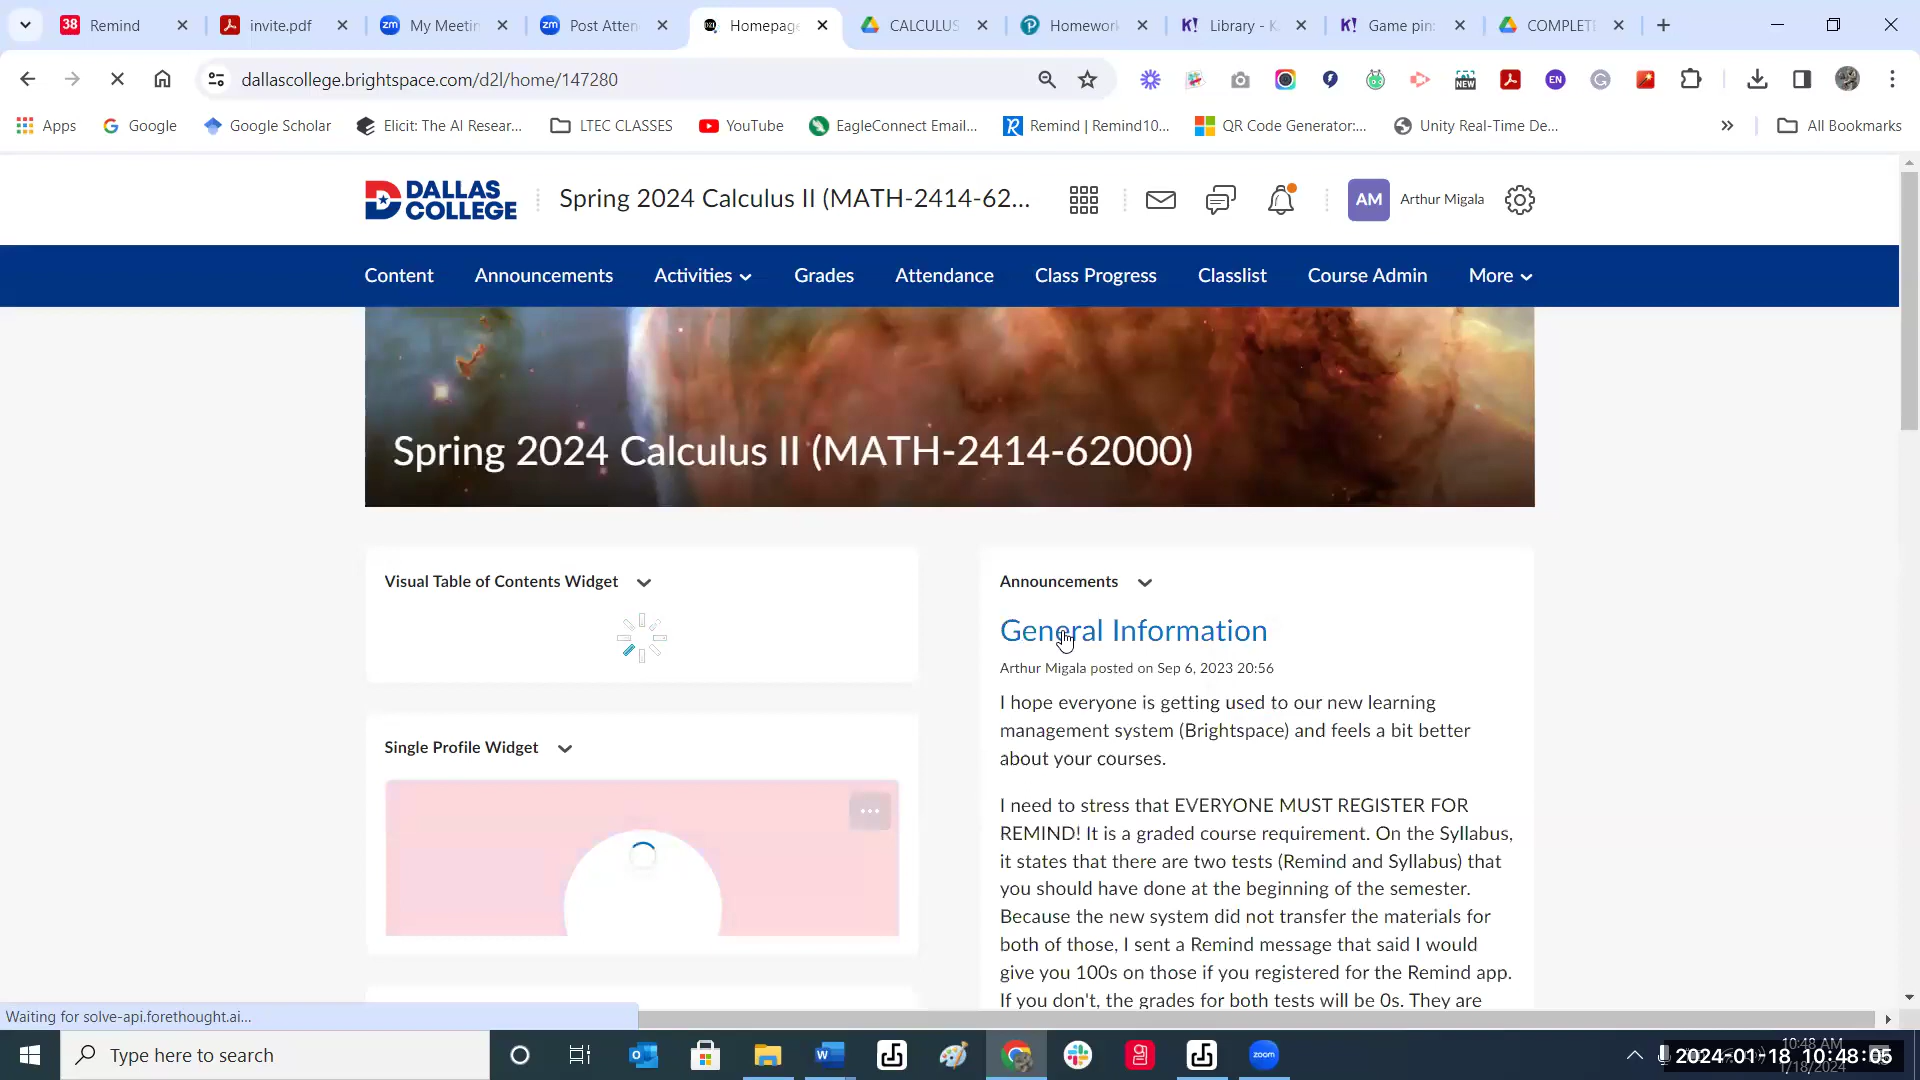 Remind
invite.pdf
My Meetin
Post Atten
Homepag
CALCULUS
Homework
Library - K
Game pin:
COMPLETE
dallascollege.brightspace.com/d2l/home/147280
Apps
Google
Google Scholar
Elicit: The AI Resear...
LTEC CLASSES
YouTube
EagleConnect Email...
Remind | Remind10...
QR Code Generator:...
Unity Real-Time De...
All Bookmarks
DALLAS
COLLEGE
Spring 2024 Calculus II (MATH-2414-62...
AM
Arthur Migala
Content
Announcements
Activities
Grades
Attendance
Class Progress
Classlist
Course Admin
More
Spring 2024 Calculus II (MATH-2414-62000)
Visual Table of Contents Widget
Single Profile Widget
Announcements
General Information
Arthur Migala posted on Sep 6, 2023 20:56
I hope everyone is getting used to our new learning
management system (Brightspace) and feels a bit better
about your courses.
I need to stress that EVERYONE MUST REGISTER FOR
REMIND! It is a graded course requirement. On the Syllabus,
it states that there are two tests (Remind and Syllabus) that
you should have done at the beginning of the semester.
Because the new system did not transfer the materials for
both of those, I sent a Remind message that said I would
give you 100s on those if you registered for the Remind app.
If you don't, the grades for both tests will be 0s. They are
Waiting for solve-api.forethought.ai...
Type here to search
zoom
10:48 AM
2024-01-18 10:48:05
1/18/2024